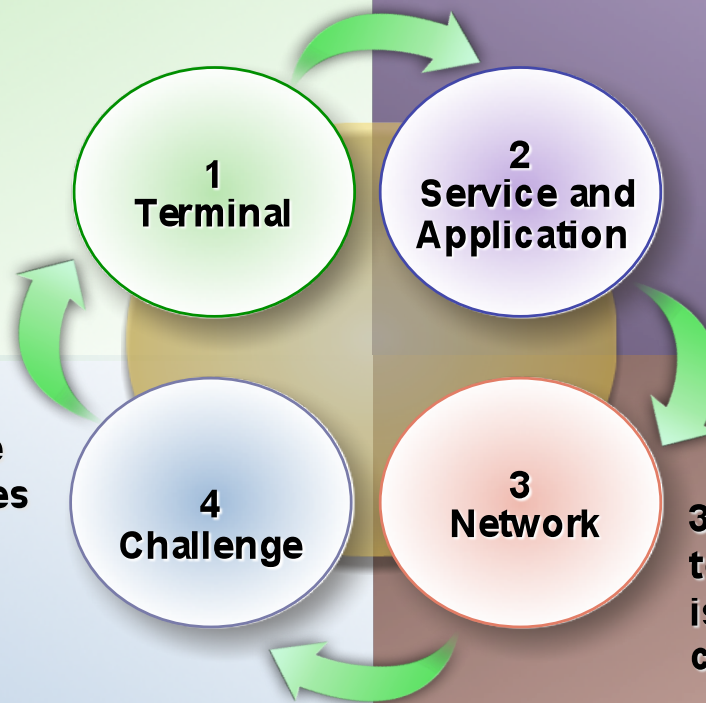 1
Terminal
2
Service and
Application
3
Network
4
Challenge